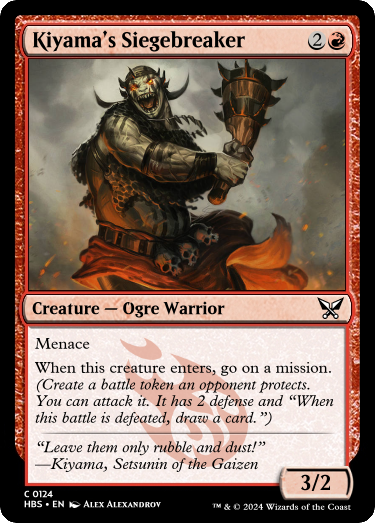 Kiyama's Siegebreaker 2
Creature — Ogre Warrior
Menace
When this creature enters, go on a mission.
(Create a battle token an opponent protects.
You can attack it. It has 2 defense and “When
this battle is defeated, draw a card.”)
“Leave them only rubble and dust!”
—Kiyama, Setsunin of the Gaizen
3/2
C 0124
HBS • EN Alex Alexandrov
™ & © 2024 Wizards of the Coast